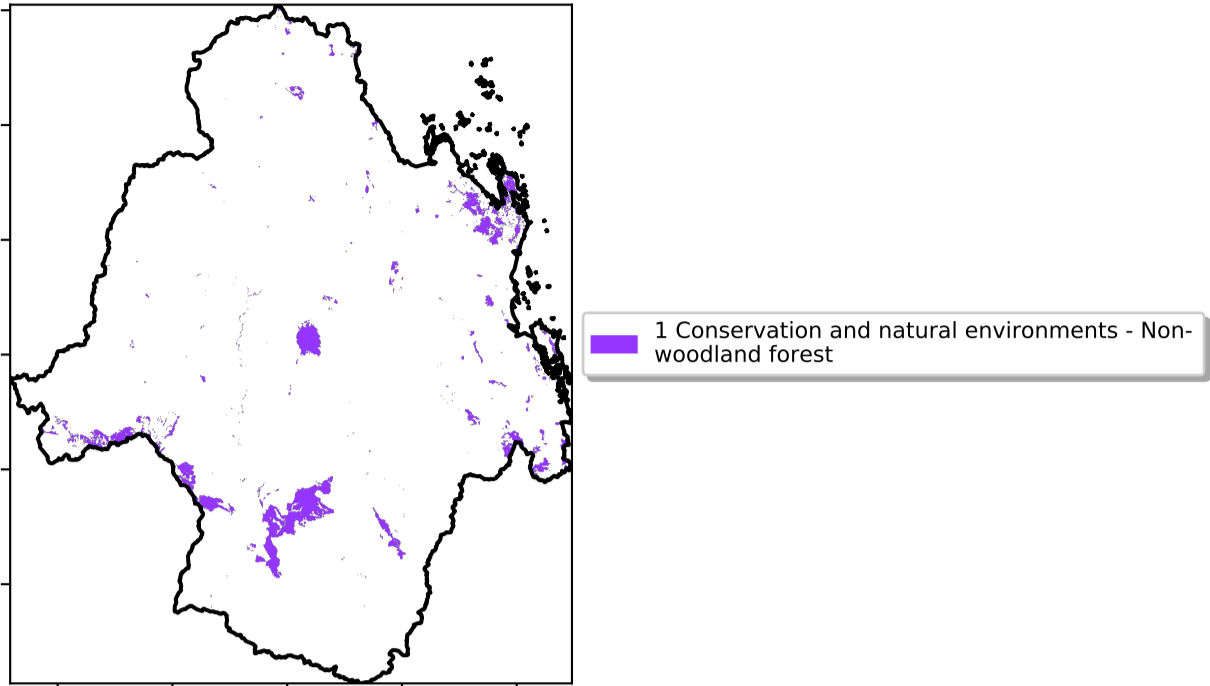 1 Conservation and natural environments - Non-
woodland forest